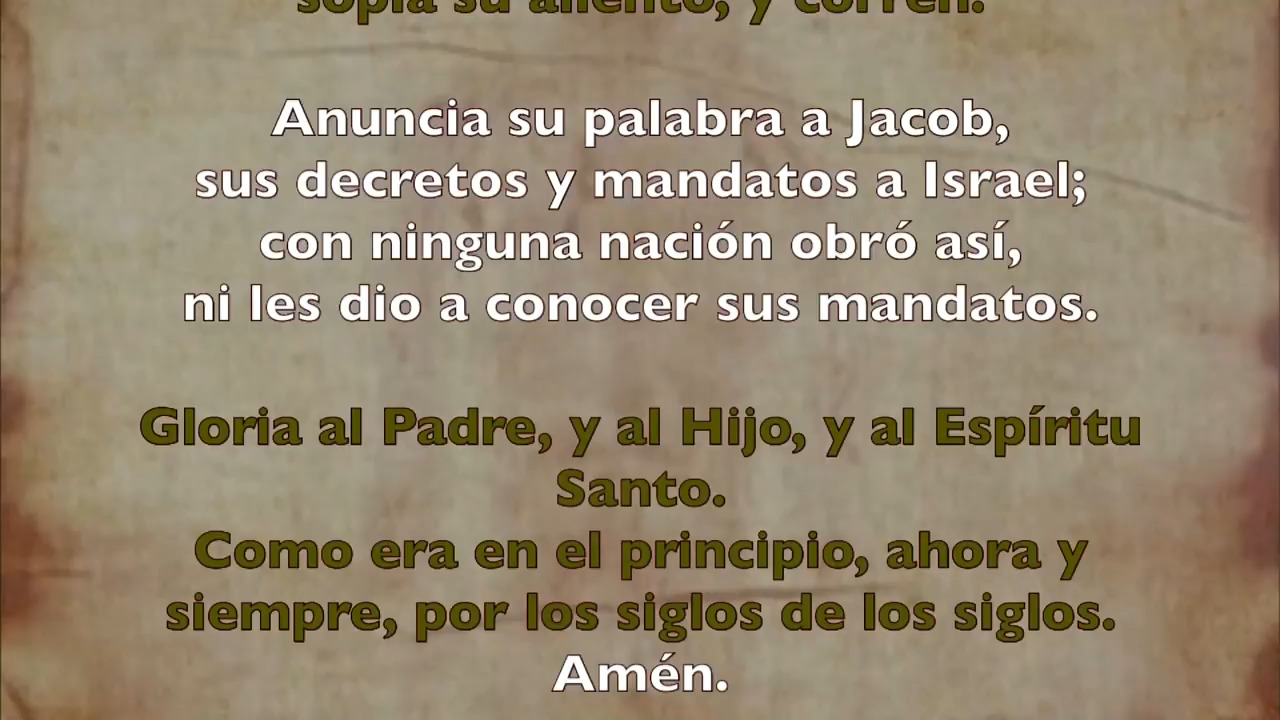 sopla su aliento, y corren.
Anuncia su palabra a Jacob,
sus decretos y mandatos a Israel;
con ninguna nación obró así,
ni les dio a conocer sus mandatos.
Gloria al Padre, y al Hijo, y al Espíritu
Santo.
Como era en el principio, ahora y
siempre, por los siglos de los siglos.
Amén.